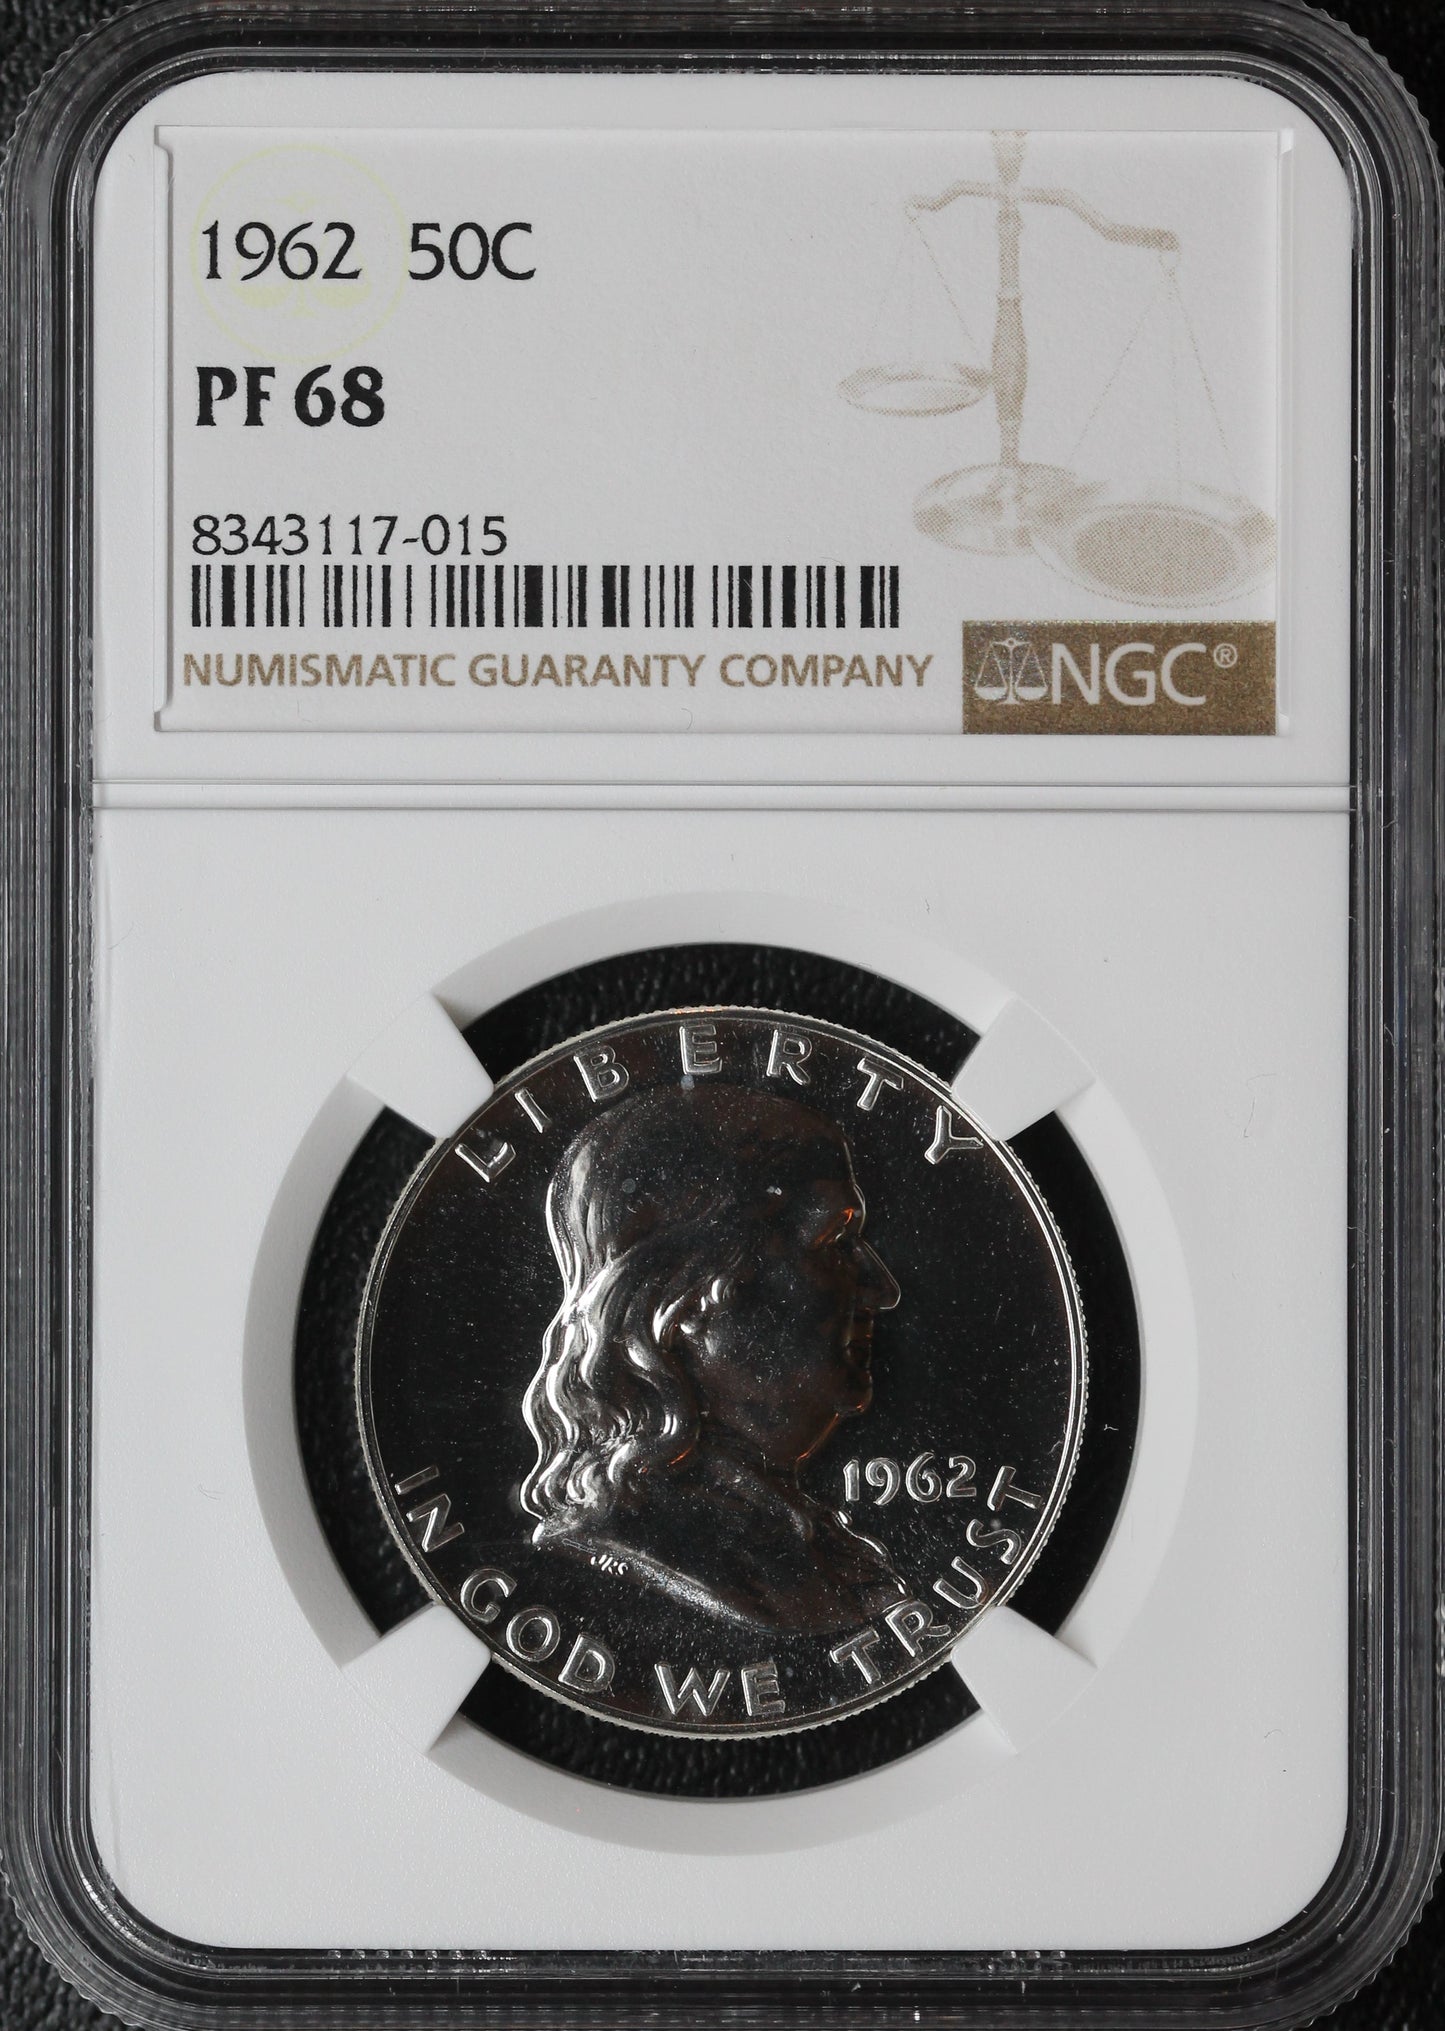 1962 50C
PF 68
8343117-015
NUMISMATIC GUARANTY COMPANY
NGC®
LIBERTY
1962
JRS
IN GOD WE TRUST